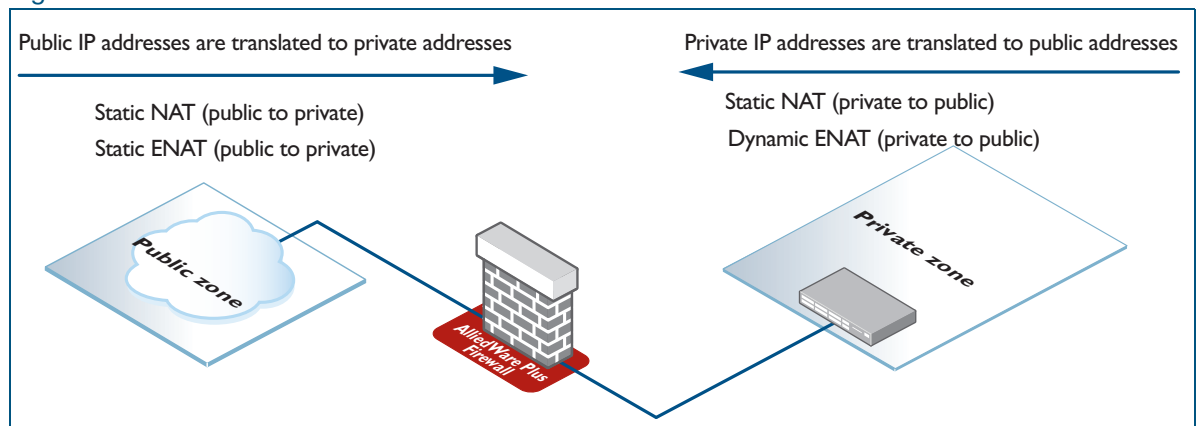 Public IP addresses are translated to private addresses
Private IP addresses are translated to public addresses
Static NAT (public to private)
Static ENAT (public to private)
Static NAT (private to public)
Dynamic ENAT (private to public)
Public zone
Private zone
AlliedWare Plus
Firewall